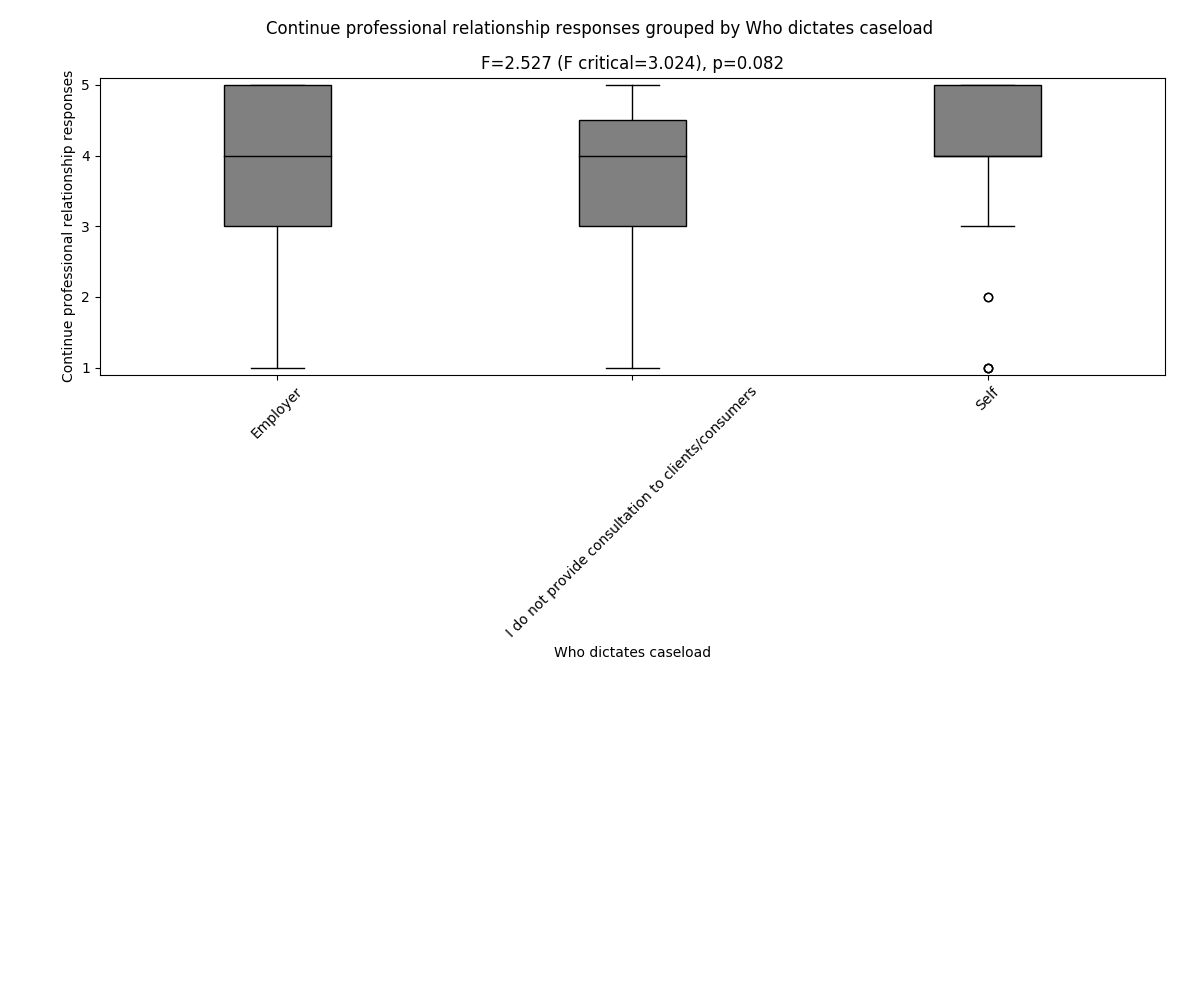 Continue professional relationship responses grouped by Who dictates caseload
F=2.527 (F critical=3.024), p=0.082
Continue professional relationship responses
5
4
3
2
1
Employer
I do not provide consultation to clients/consumers
Self
Who dictates caseload